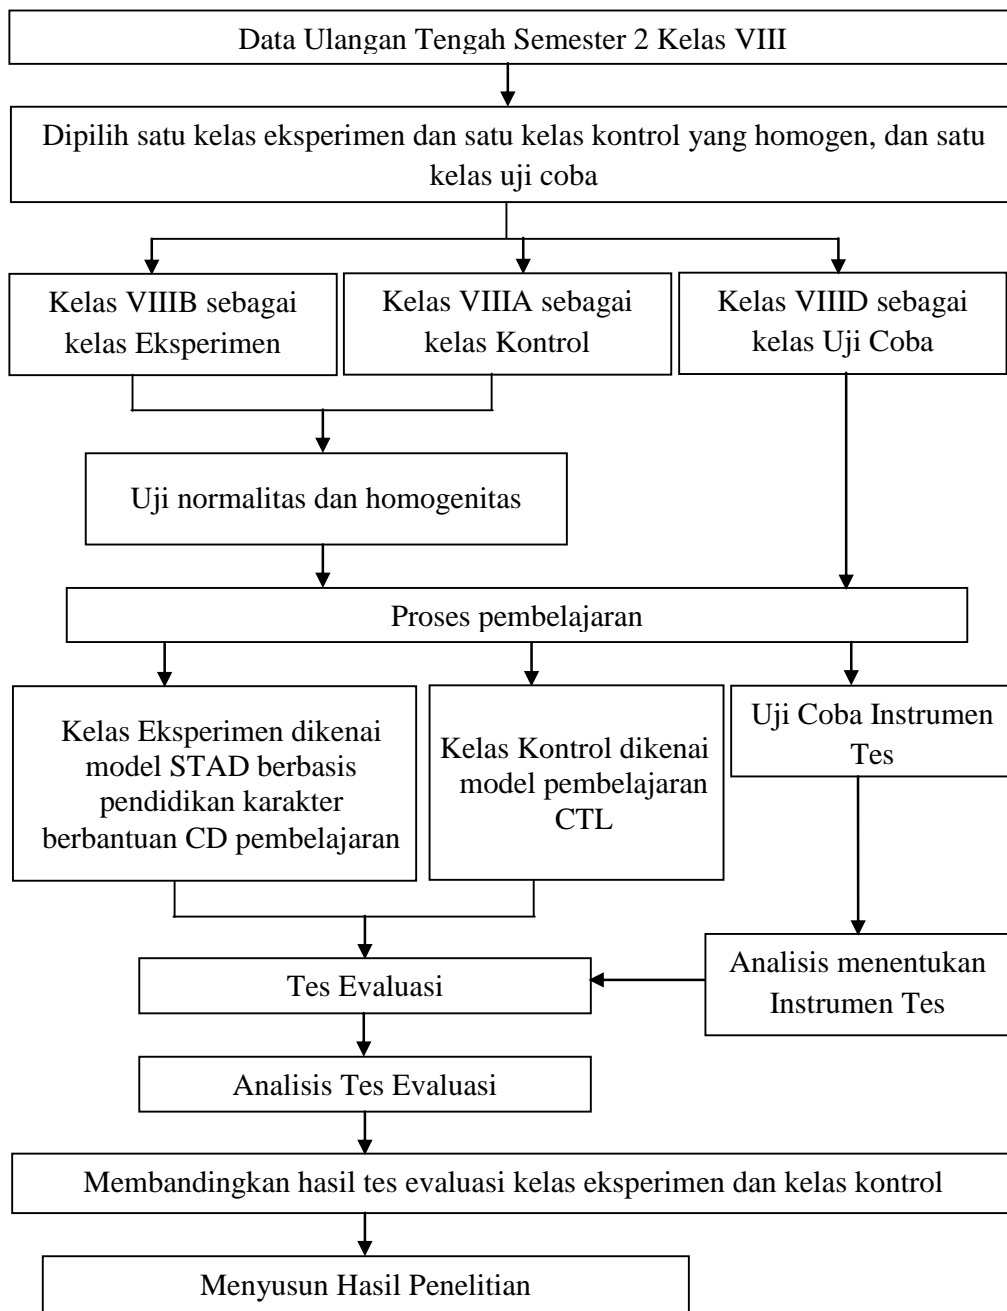 Data Ulangan Tengah Semester 2 Kelas VIII
Dipilih satu kelas eksperimen dan satu kelas kontrol yang homogen, dan satu
kelas uji coba
Kelas VIIIB sebagai
kelas Eksperimen
Kelas VIIIA sebagai
kelas Kontrol
Kelas VIIID sebagai
kelas Uji Coba
Uji normalitas dan homogenitas
Proses pembelajaran
Kelas Eksperimen dikenai
model STAD berbasis
pendidikan karakter
berbantuan CD pembelajaran
Kelas Kontrol dikenai
model pembelajaran
CTL
Uji Coba Instrumen
Tes
Tes Evaluasi
Analisis menentukan
Instrumen Tes
Analisis Tes Evaluasi
Membandingkan hasil tes evaluasi kelas eksperimen dan kelas kontrol
Menyusun Hasil Penelitian